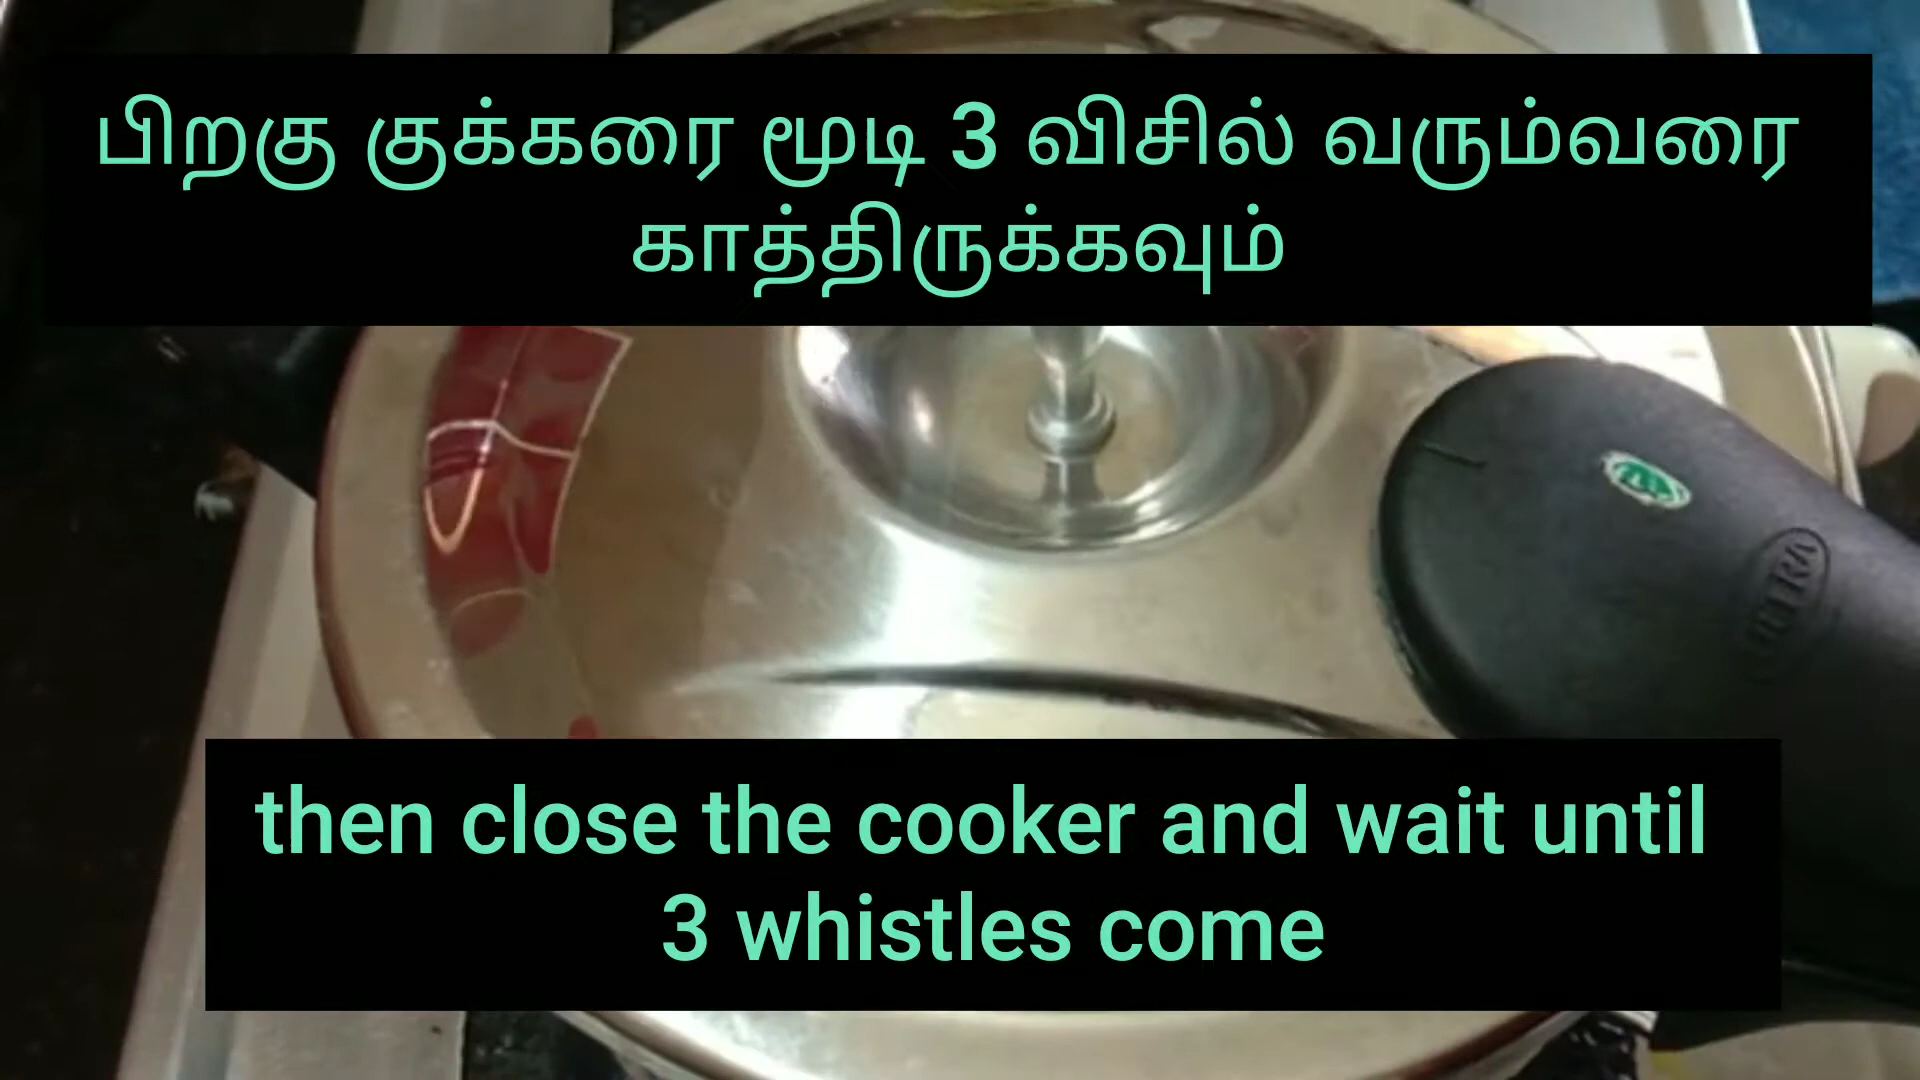 பிறகு குக்கரை மூடி 3 விசில் வரும்வரை
காத்திருக்கவும்
then close the cooker and wait until
3 whistles come